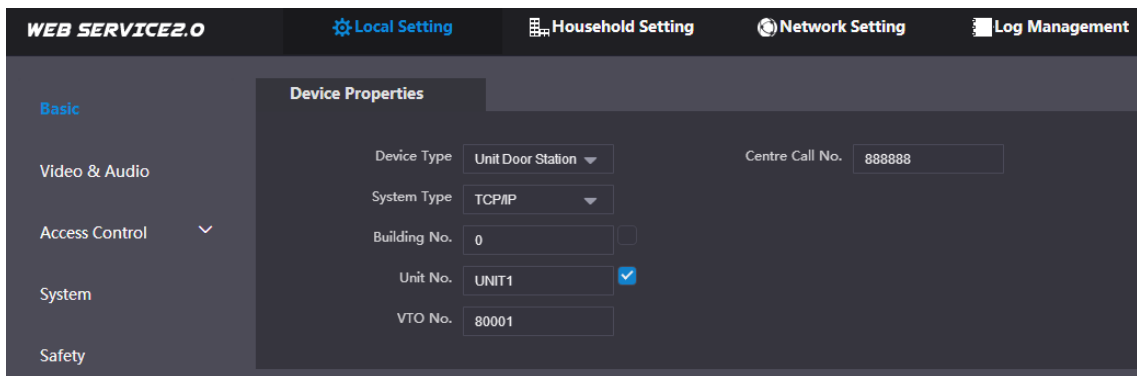 WEB SERVICE2.0 Local Setting Household Setting Network Setting Log Management
Basic
Video & Audio
Access Control
System
Safety
Device Properties
Device Type Unit Door Station Centre Call No. 888888
System Type TCP/IP
Building No. 0
Unit No. UNIT1
VTO No. 80001